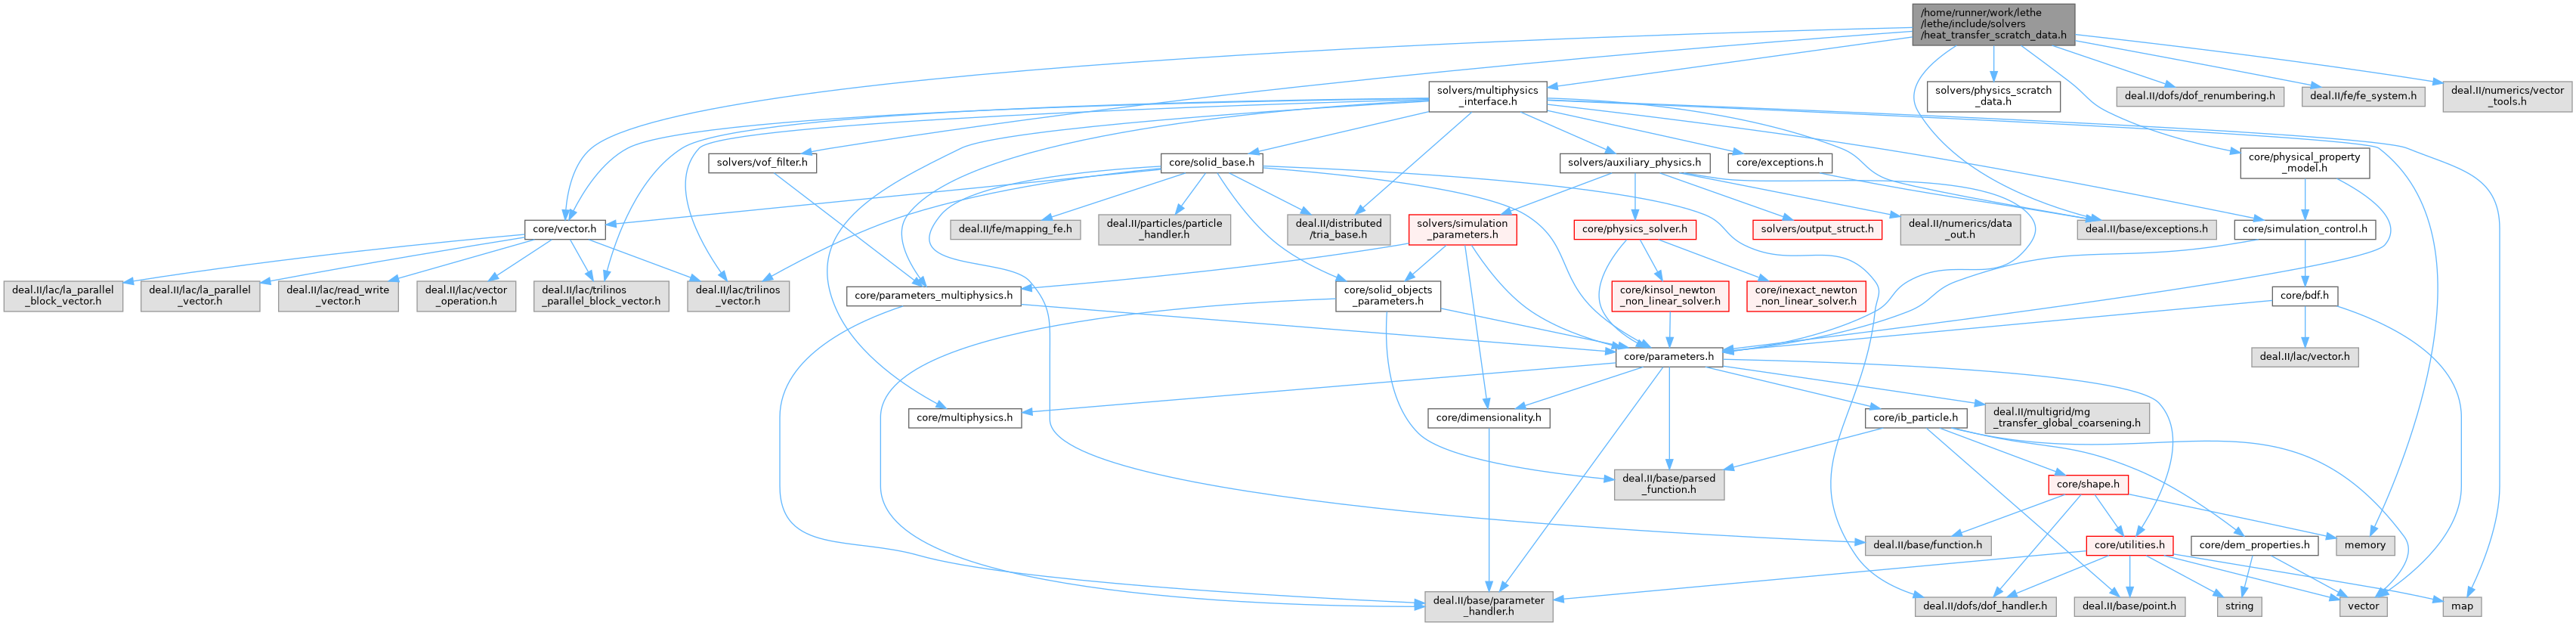 /home/runner/work/lethe
/lethe/include/solvers
/heat_transfer_scratch_data.h
solvers/multiphysics
_interface.h
solvers/physics_scratch
_data.h
deal.II/dofs/dof_renumbering.h
deal.II/fe/fe_system.h
deal.II/numerics/vector
_tools.h
solvers/vof_filter.h
core/solid_base.h
solvers/auxiliary_physics.h
core/exceptions.h
core/physical_property
_model.h
core/vector.h
deal.II/fe/mapping_fe.h
deal.II/particles/particle
_handler.h
deal.II/distributed
/tria_base.h
solvers/simulation
_parameters.h
core/physics_solver.h
solvers/output_struct.h
deal.II/numerics/data
_out.h
deal.II/base/exceptions.h
core/simulation_control.h
deal.II/lac/la_parallel
_block_vector.h
deal.II/lac/la_parallel
_vector.h
deal.II/lac/read_write
_vector.h
deal.II/lac/vector
_operation.h
deal.II/lac/trilinos
_parallel_block_vector.h
deal.II/lac/trilinos
_vector.h
core/parameters_multiphysics.h
core/solid_objects
_parameters.h
core/kinsol_newton
_non_linear_solver.h
core/inexact_newton
_non_linear_solver.h
core/bdf.h
core/parameters.h
deal.II/lac/vector.h
core/multiphysics.h
core/dimensionality.h
core/ib_particle.h
deal.II/multigrid/mg
_transfer_global_coarsening.h
deal.II/base/parsed
_function.h
core/shape.h
deal.II/base/function.h
core/utilities.h
core/dem_properties.h
memory
deal.II/base/parameter
_handler.h
deal.II/dofs/dof_handler.h
deal.II/base/point.h
string
vector
map